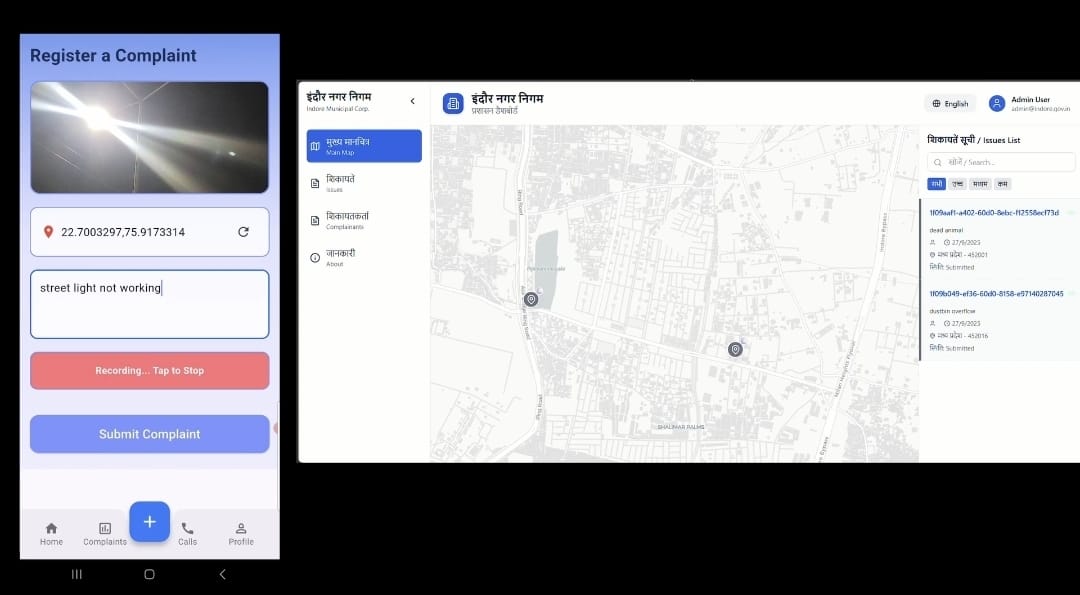 Register a Complaint
22.7003297,75.9173314
street light not working
Recording... Tap to Stop
Submit Complaint
Home
Complaints
Calls
Profile
इंदौर नगर निगम
Indore Municipal Corp.
मुख्य मानचित्र
Main Map
शिकायतें
Issues
शिकायतकर्ता
Complainants
जानकारी
About
इंदौर नगर निगम
प्रशासन डैशबोर्ड
English
Admin User
admin@indore.gov.in
Ring Road
Ring Road
Indore Bypass
SHALIMAR PALMS
शिकायतें सूची / Issues List
खोजें / Search...
सभी
उच्च
मध्यम
कम
1f09aaf1-a402-60d0-8ebc-f12558ecf73d
dead animal
27/9/2025
मध्य प्रदेश - 452001
स्थिति: Submitted
1f09b049-ef36-60d0-8158-e97140287045
dustbin overflow
27/9/2025
मध्य प्रदेश - 452016
स्थिति: Submitted